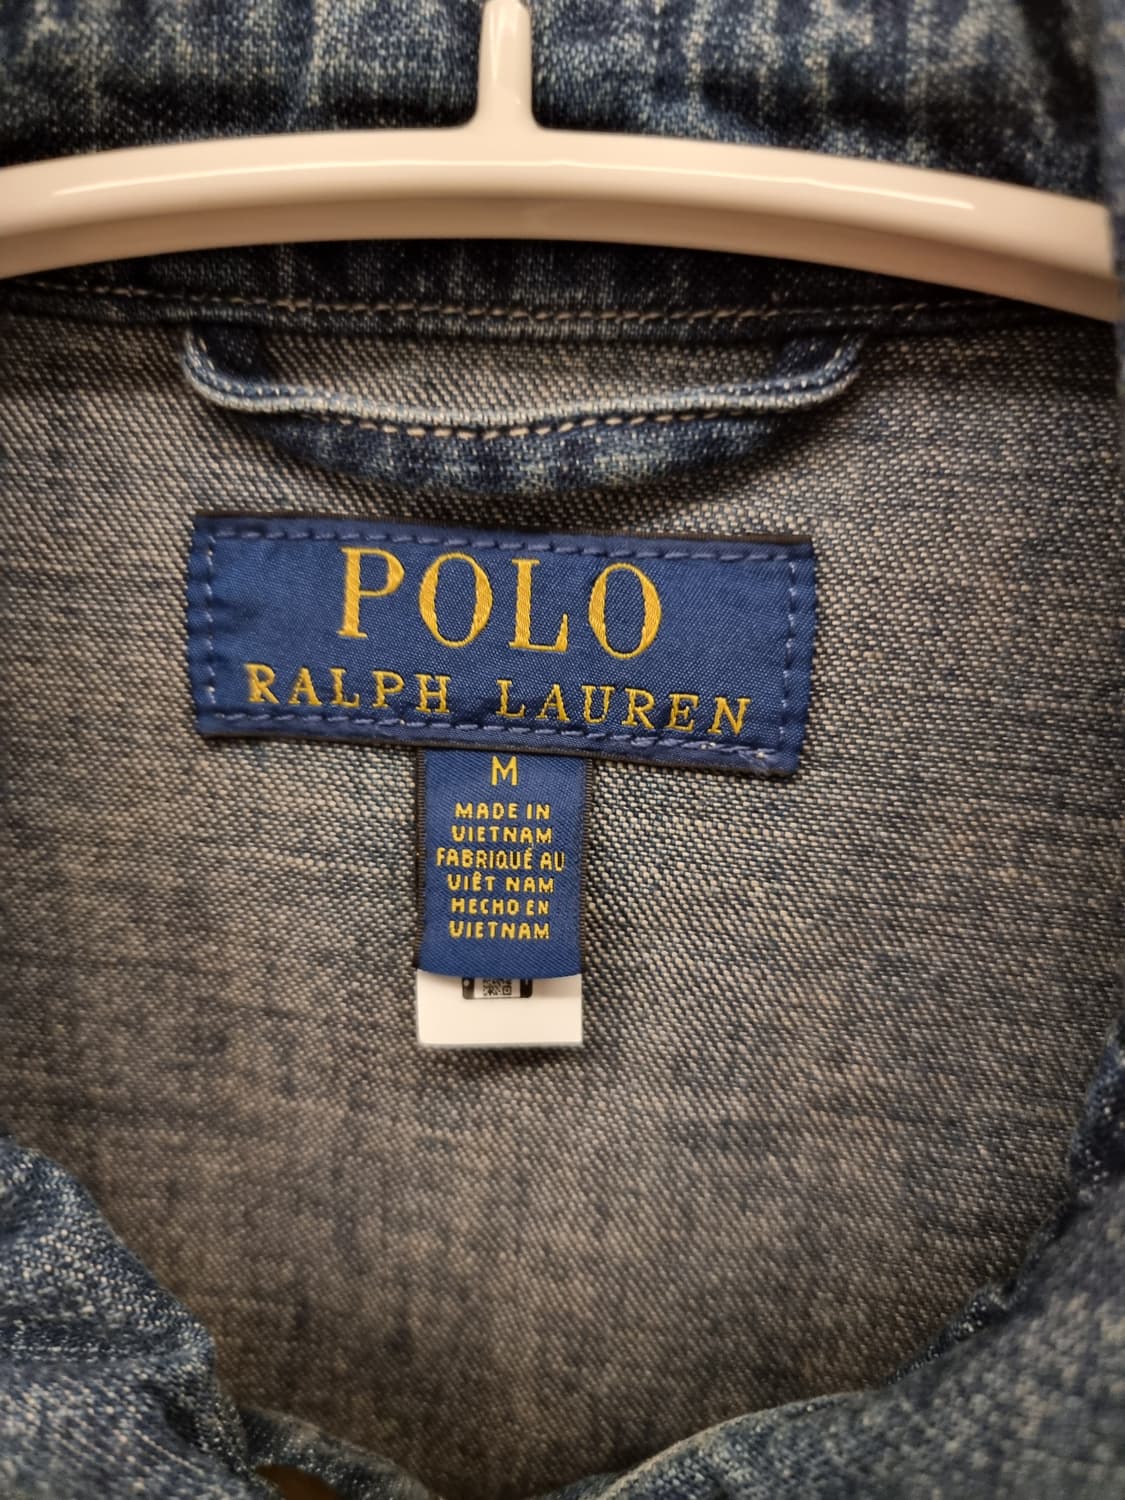 POLO
RALPH LAUREN
M
MADE IN
VIETNAM
FABRIQUÉ AU
VIÊT NAM
HECHO EN
VIETNAM